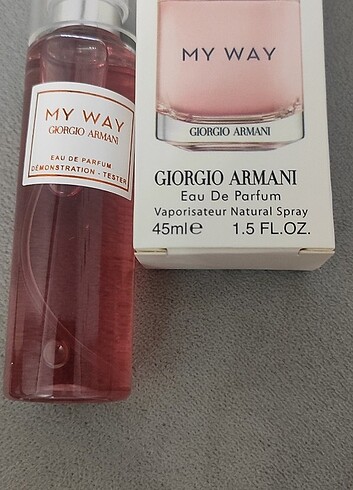 MY WAY
GIORGIO ARMANI
EAU DE PARFUM
DÉMONSTRATION - TESTER
MY WAY
GIORGIO ARMANI
GIORGIO ARMANI
Eau De Parfum
Vaporisateur Natural Spray
45ml℮ 1.5 FL.OZ.